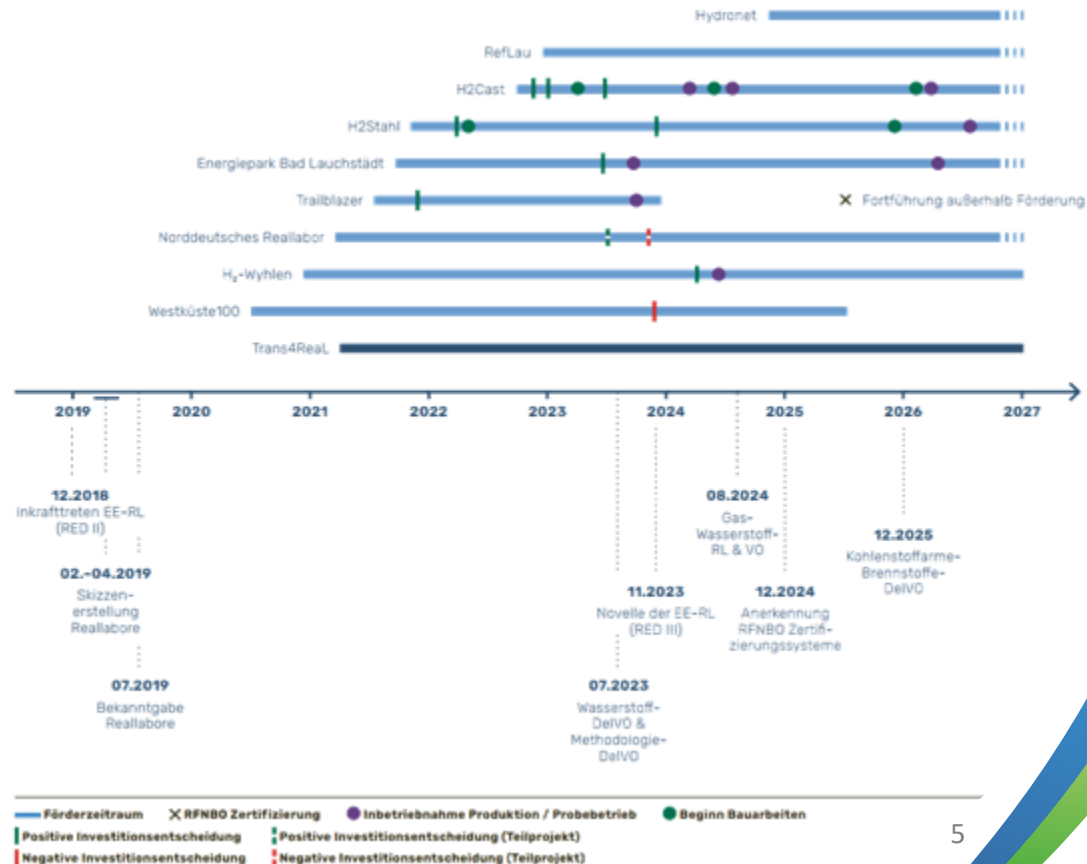 Hydronet
RefLau
H2Cast
H2Stahl
Energiepark Bad Lauchstädt
Trailblazer
Fortführung außerhalb Förderung
Norddeutsches Reallabor
H₂-Wyhlen
Westküste100
Trans4ReaL
2019 2020 2021 2022 2023 2024 2025 2026 2027
12.2018
Inkrafttreten EE-RL
(RED II)
02.-04.2019
Skizzen-
erstellung
Reallabore
07.2019
Bekanntgabe
Reallabore
07.2023
Wasserstoff-
DelVO &
Methodologie-
DelVO
11.2023
Novelle der EE-RL
(RED III)
08.2024
Gas-
Wasserstoff-
RL & VO
12.2024
Anerkennung
RFNBO Zertifi-
zierungssysteme
12.2025
Kohlenstoffarme-
Brennstoffe-
DelVO
Förderzeitraum RFNBO Zertifizierung Inbetriebnahme Produktion / Probebetrieb Beginn Bauarbeiten
Positive Investitionsentscheidung Positive Investitionsentscheidung (Teilprojekt)
Negative Investitionsentscheidung Negative Investitionsentscheidung (Teilprojekt)
5